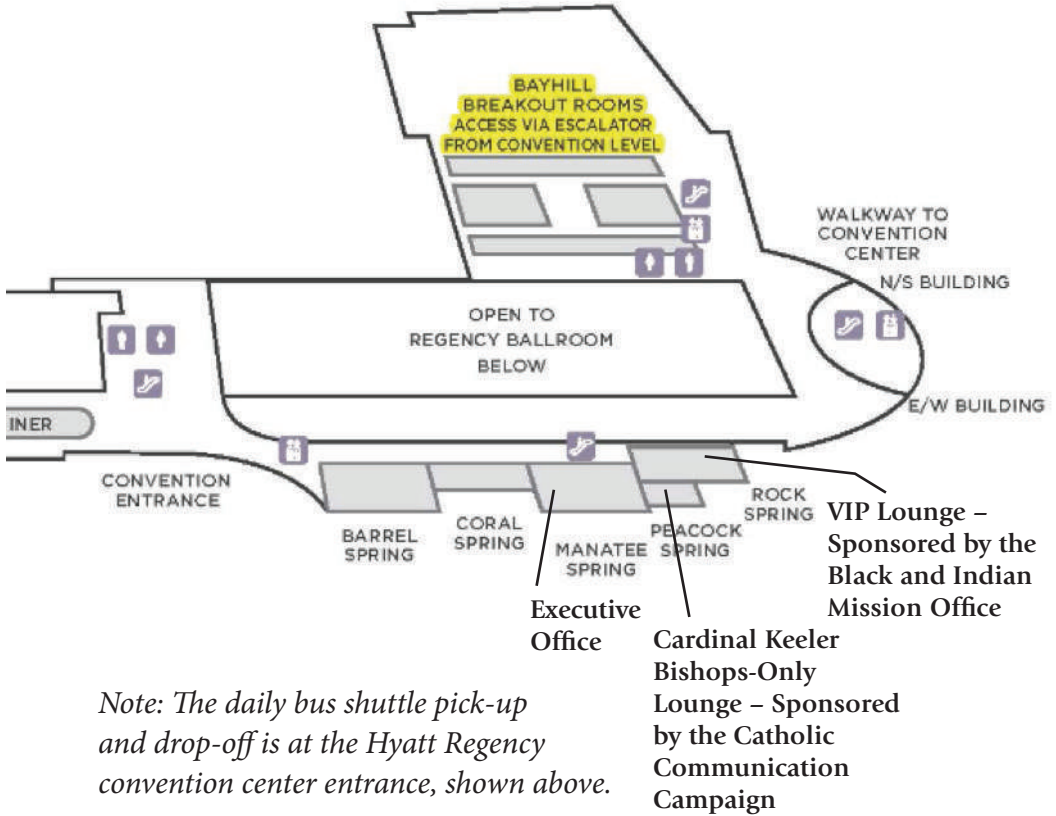 BAYHILL
BREAKOUT ROOMS
ACCESS VIA ESCALATOR
FROM CONVENTION LEVEL
WALKWAY TO
CONVENTION
CENTER
N/S BUILDING
OPEN TO
REGENCY BALLROOM
BELOW
E/W BUILDING
INER
CONVENTION
ENTRANCE
BARREL
SPRING
CORAL
SPRING
MANATEE
SPRING
PEACOCK
SPRING
ROCK
SPRING
VIP Lounge –
Sponsored by the
Black and Indian
Mission Office
Executive
Office
Cardinal Keeler
Bishops-Only
Lounge – Sponsored
by the Catholic
Communication
Campaign
Note: The daily bus shuttle pick-up
and drop-off is at the Hyatt Regency
convention center entrance, shown above.